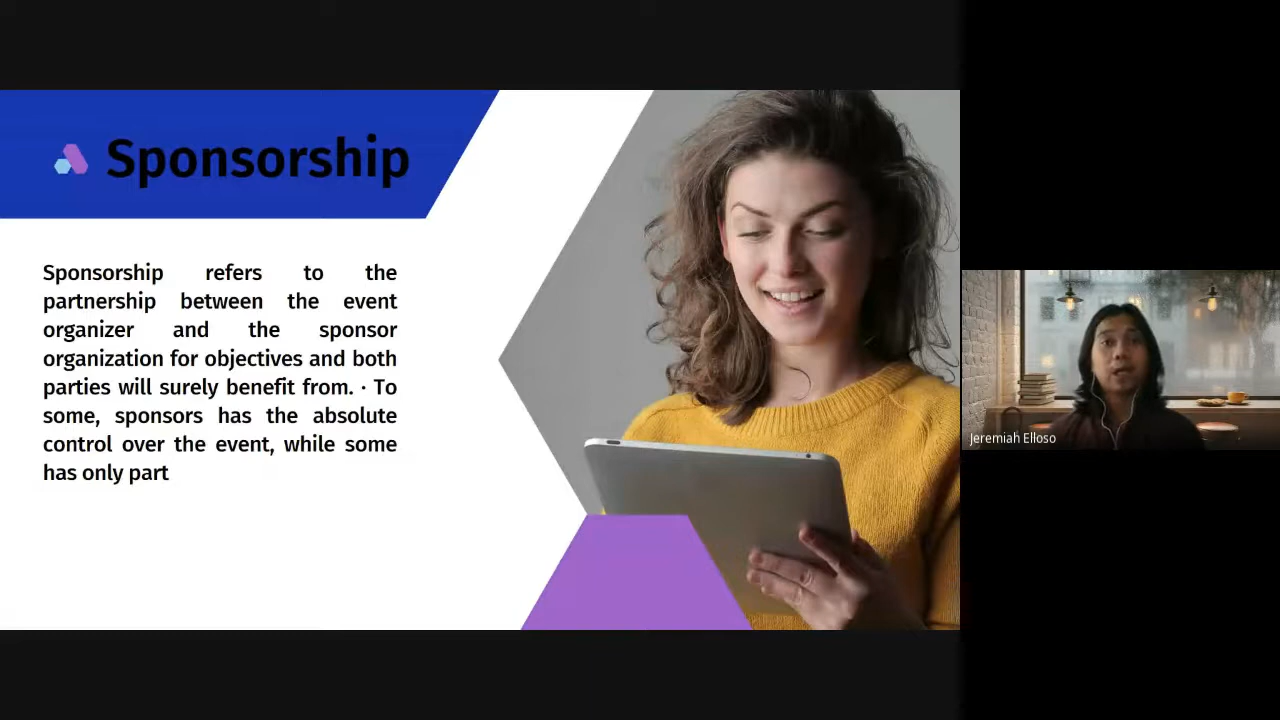 Sponsorship
Sponsorship refers to the
partnership between the event
organizer and the sponsor
organization for objectives and both
parties will surely benefit from. · To
some, sponsors has the absolute
control over the event, while some
has only part
Jeremiah Elloso